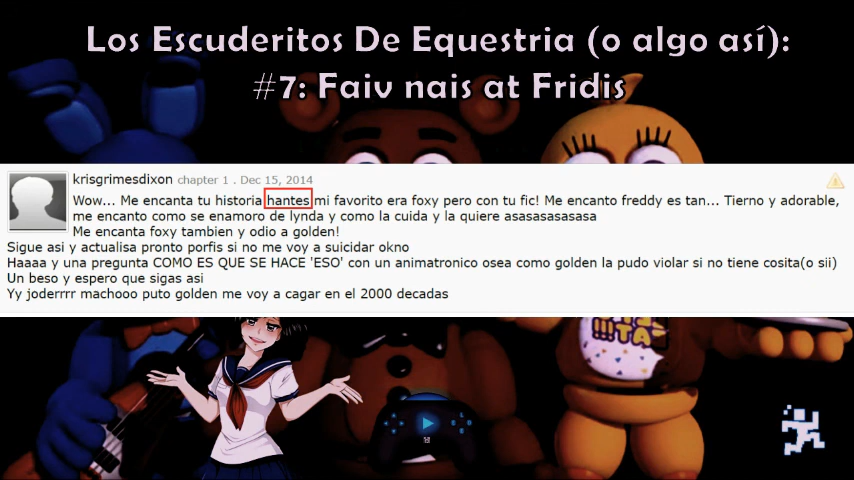 Los Escuderitos De Equestria (o algo así):
#7: Faiv nais at Fridis
krisgrimesdixon chapter 1 . Dec 15, 2014
Wow... Me encanta tu historia hantes mi favorito era foxy pero con tu fic! Me encanto freddy es tan... Tierno y adorable,
me encanto como se enamoro de lynda y como la cuida y la quiere asasasasasasa
Me encanta foxy tambien y odio a golden!
Sigue asi y actualisa pronto porfis si no me voy a suicidar okno
Haaaa y una pregunta COMO ES QUE SE HACE 'ESO' con un animatronico osea como golden la pudo violar si no tiene cosita(o sii)
Un beso y espero que sigas asi
Yy joderrrr machooo puto golden me voy a cagar en el 2000 decadas
!!!TA